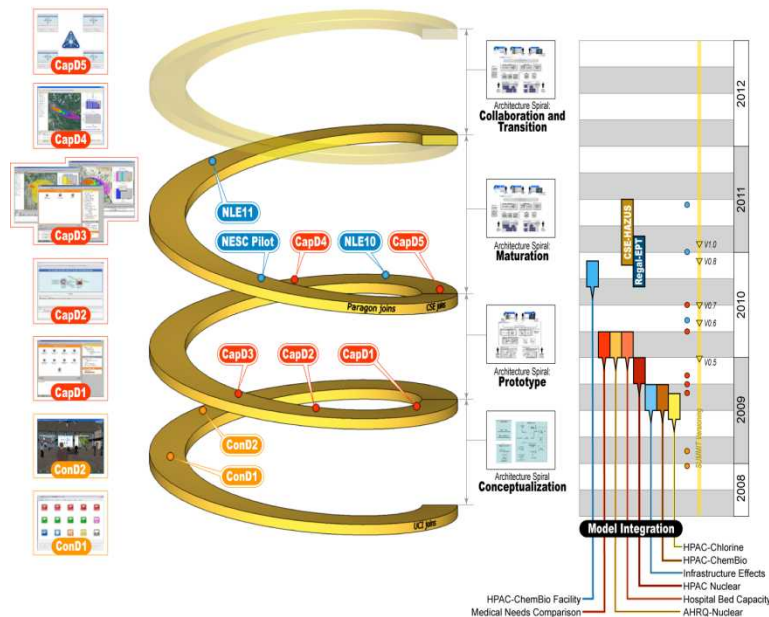 CapD5
CapD4
CapD3
CapD2
CapD1
ConD2
ConD1
NLE11
NESC Pilot
CapD4
NLE10
CapD5
Paragon joins
CSE joins
CapD3
CapD2
CapD1
ConD2
ConD1
UCI joins
Architecture Spiral:
Collaboration and
Transition
Architecture Spiral:
Maturation
Architecture Spiral:
Prototype
Architecture Spiral
Conceptualization
2012
2011
2010
2009
2008
CSE-HAZUS
Regal-EPT
V1.0
V0.8
V0.7
V0.6
V0.5
SUMMIT Versioning
Model Integration
HPAC-Chlorine
HPAC-ChemBio
Infrastructure Effects
HPAC Nuclear
HPAC-ChemBio Facility
Hospital Bed Capacity
Medical Needs Comparison
AHRQ-Nuclear